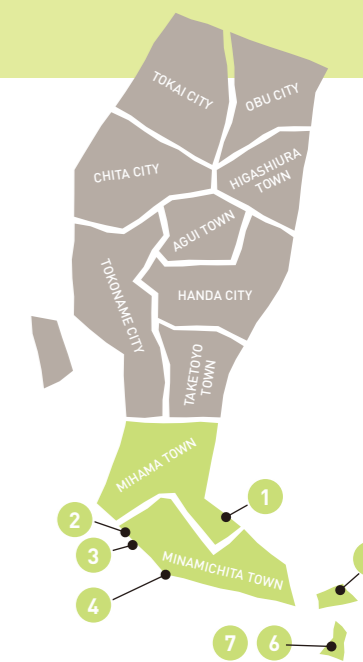 TOKAI CITY
OBU CITY
CHITA CITY
HIGASHIURA
TOWN
AGUI TOWN
TOKONAME CITY
HANDA CITY
TAKETOYO
TOWN
MIHAMA TOWN
1
2
3
MINAMICHITA TOWN
4
7
6